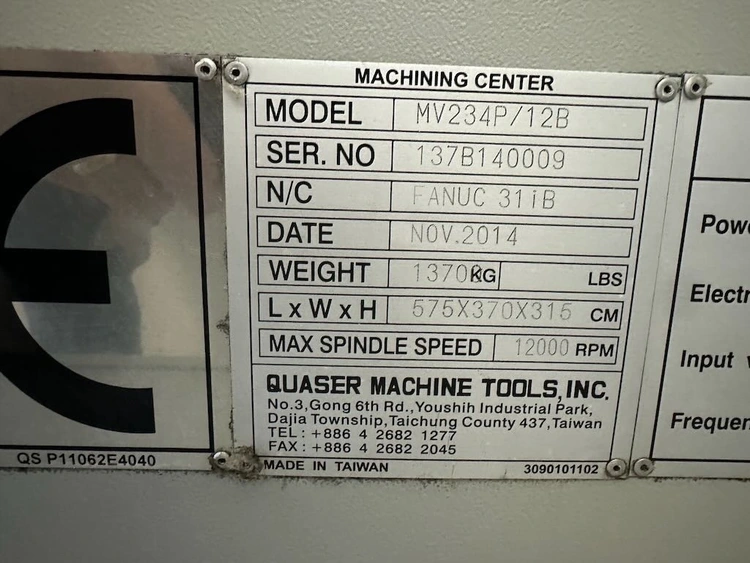 MACHINING CENTER
MODEL MV234P/12B
SER. NO 137B140009
N/C FANUC 31iB
DATE NOV.2014
WEIGHT 13700KG LBS
L x W x H 575X370X315 CM
MAX SPINDLE SPEED 12000 RPM
QUASER MACHINE TOOLS, INC.
No.3,Gong 6th Rd.,Youshih Industrial Park,
Dajia Township,Taichung County 437,Taiwan
TEL: +886 4 2682 1277
FAX: +886 4 2682 2045
MADE IN TAIWAN 3090101102
CE
QS P11062E4040
Powe
Electr
Input v
Frequen